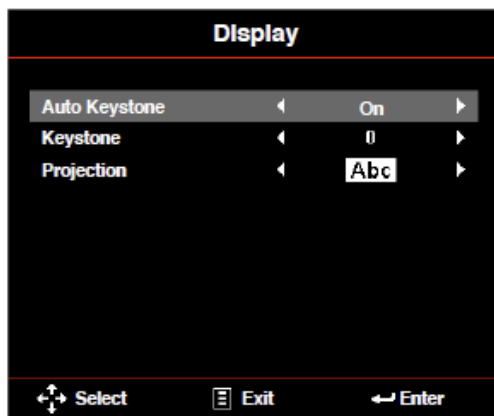 Display
Auto Keystone On
Keystone 0
Projection Abc
Select Exit Enter